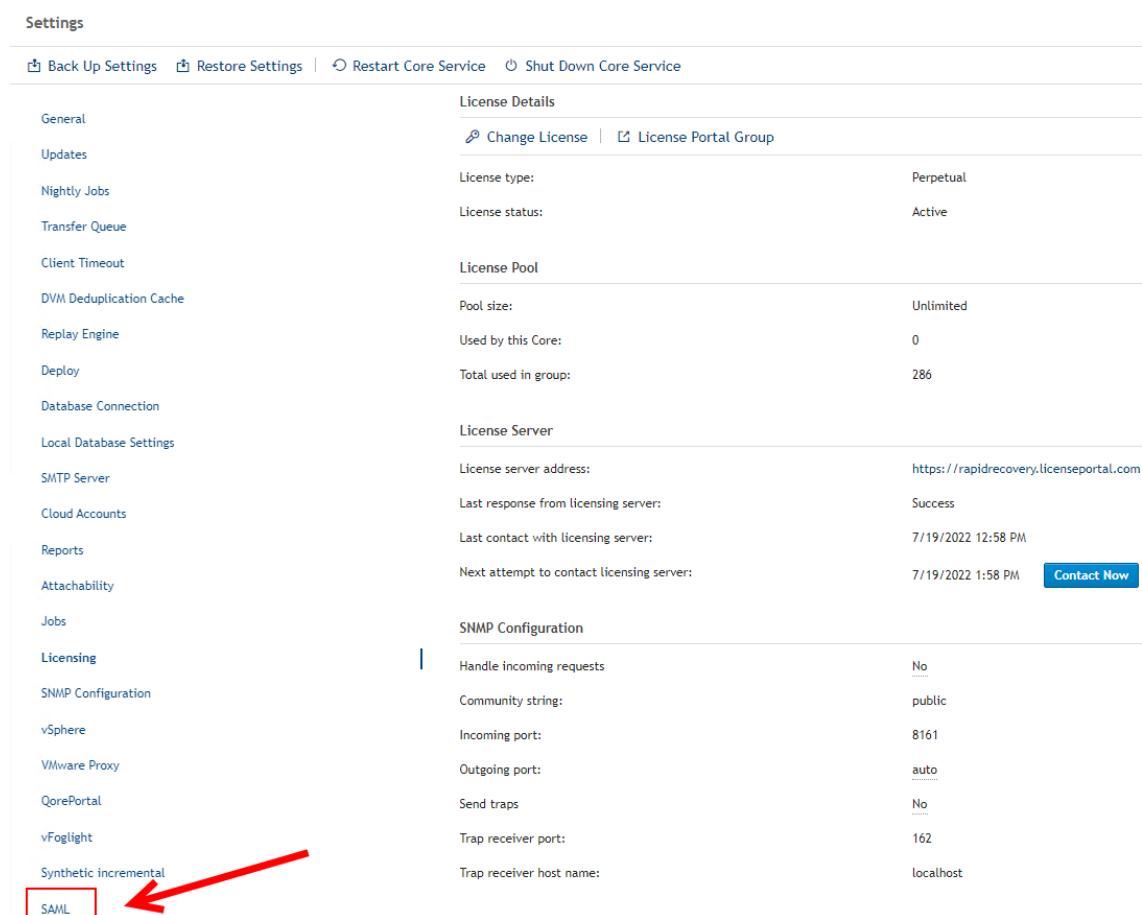 Settings
Back Up Settings Restore Settings Restart Core Service Shut Down Core Service
General
Updates
Nightly Jobs
Transfer Queue
Client Timeout
DVM Deduplication Cache
Replay Engine
Deploy
Database Connection
Local Database Settings
SMTP Server
Cloud Accounts
Reports
Attachability
Jobs
Licensing
SNMP Configuration
vSphere
VMware Proxy
QorePortal
vFoglight
Synthetic incremental
SAML
License Details
Change License License Portal Group
License type: Perpetual
License status: Active
License Pool
Pool size: Unlimited
Used by this Core: 0
Total used in group: 286
License Server
License server address: https://rapidrecovery.licenseportal.com
Last response from licensing server: Success
Last contact with licensing server: 7/19/2022 12:58 PM
Next attempt to contact licensing server: 7/19/2022 1:58 PM Contact Now
SNMP Configuration
Handle incoming requests No
Community string: public
Incoming port: 8161
Outgoing port: auto
Send traps No
Trap receiver port: 162
Trap receiver host name: localhost